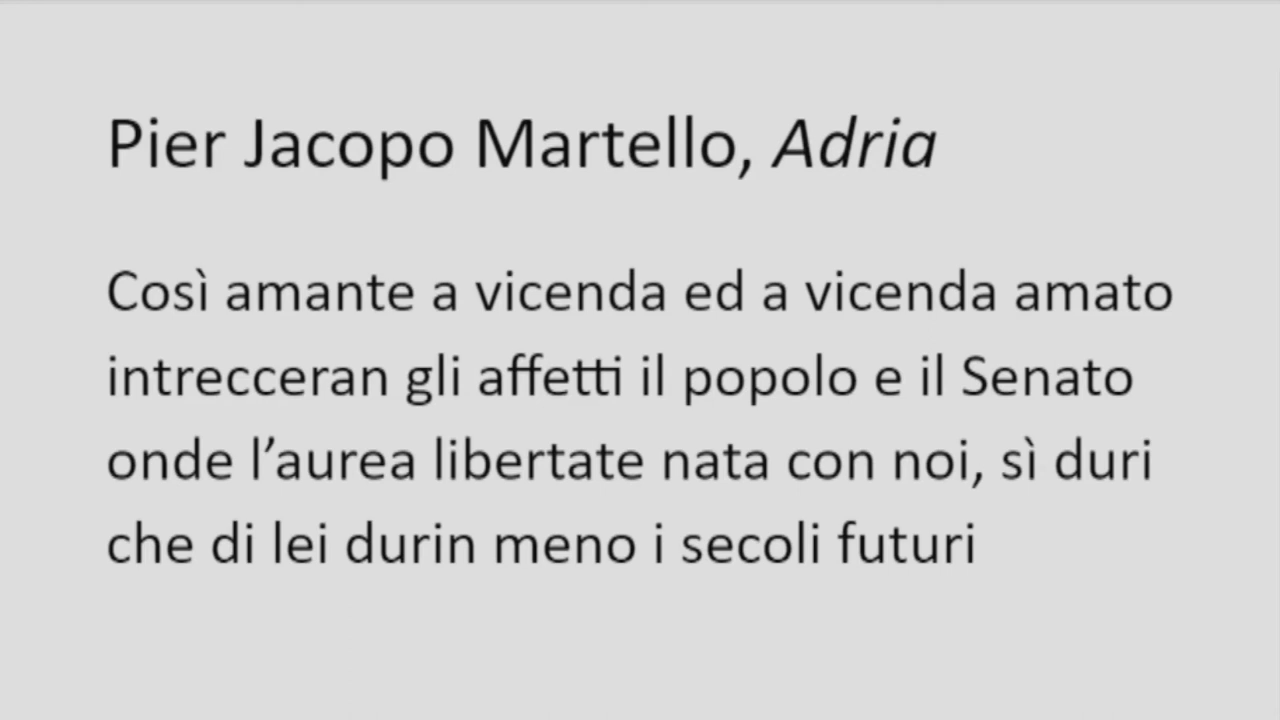 Pier Jacopo Martello, Adria
Così amante a vicenda ed a vicenda amato
intrecceran gli affetti il popolo e il Senato
onde l’aurea libertate nata con noi, sì duri
che di lei durin meno i secoli futuri